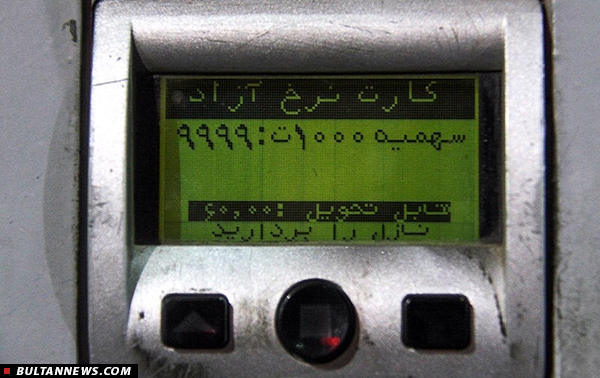 کارت نرخ آزاد
سهمیه ۱۰۰۰ت:۹۹۹۹
قابل تحویل :۶۰,۰۰
نازل را بردارید
BULTANNEWS.COM